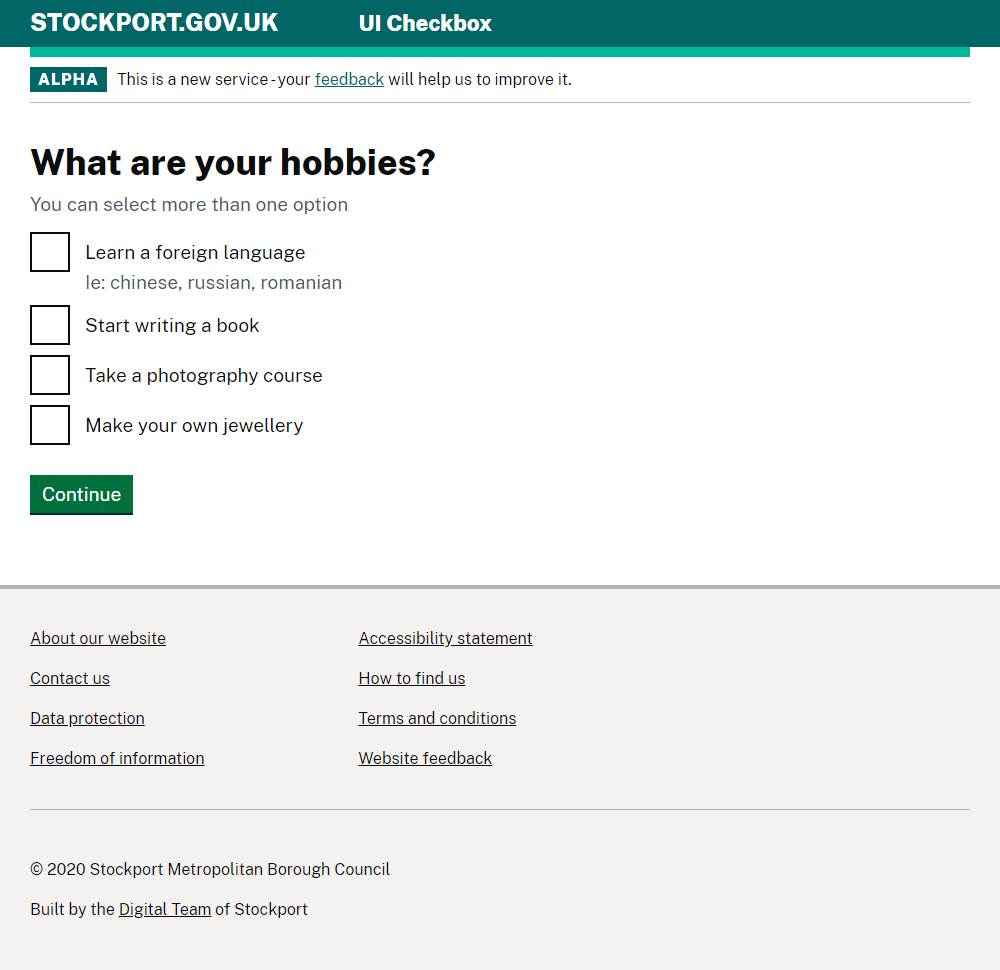 STOCKPORT.GOV.UK UI Checkbox
ALPHA This is a new service - your feedback will help us to improve it.
What are your hobbies?
You can select more than one option
Learn a foreign language
Ie: chinese, russian, romanian
Start writing a book
Take a photography course
Make your own jewellery
Continue
About our website Accessibility statement
Contact us How to find us
Data protection Terms and conditions
Freedom of information Website feedback
© 2020 Stockport Metropolitan Borough Council
Built by the Digital Team of Stockport